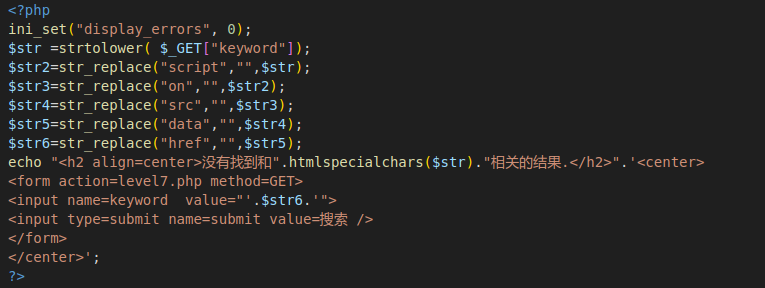 <?php
ini_set("display_errors", 0);
$str =strtolower( $_GET["keyword"]);
$str2=str_replace("script","",$str);
$str3=str_replace("on","",$str2);
$str4=str_replace("src","",$str3);
$str5=str_replace("data","",$str4);
$str6=str_replace("href","",$str5);
echo "<h2 align=center>没有找到和".htmlspecialchars($str)."相关的结果.</h2>".'<center>
<form action=level7.php method=GET>
<input name=keyword  value="'.$str6.'">
<input type=submit name=submit value=搜索 />
</form>
</center>';
?>